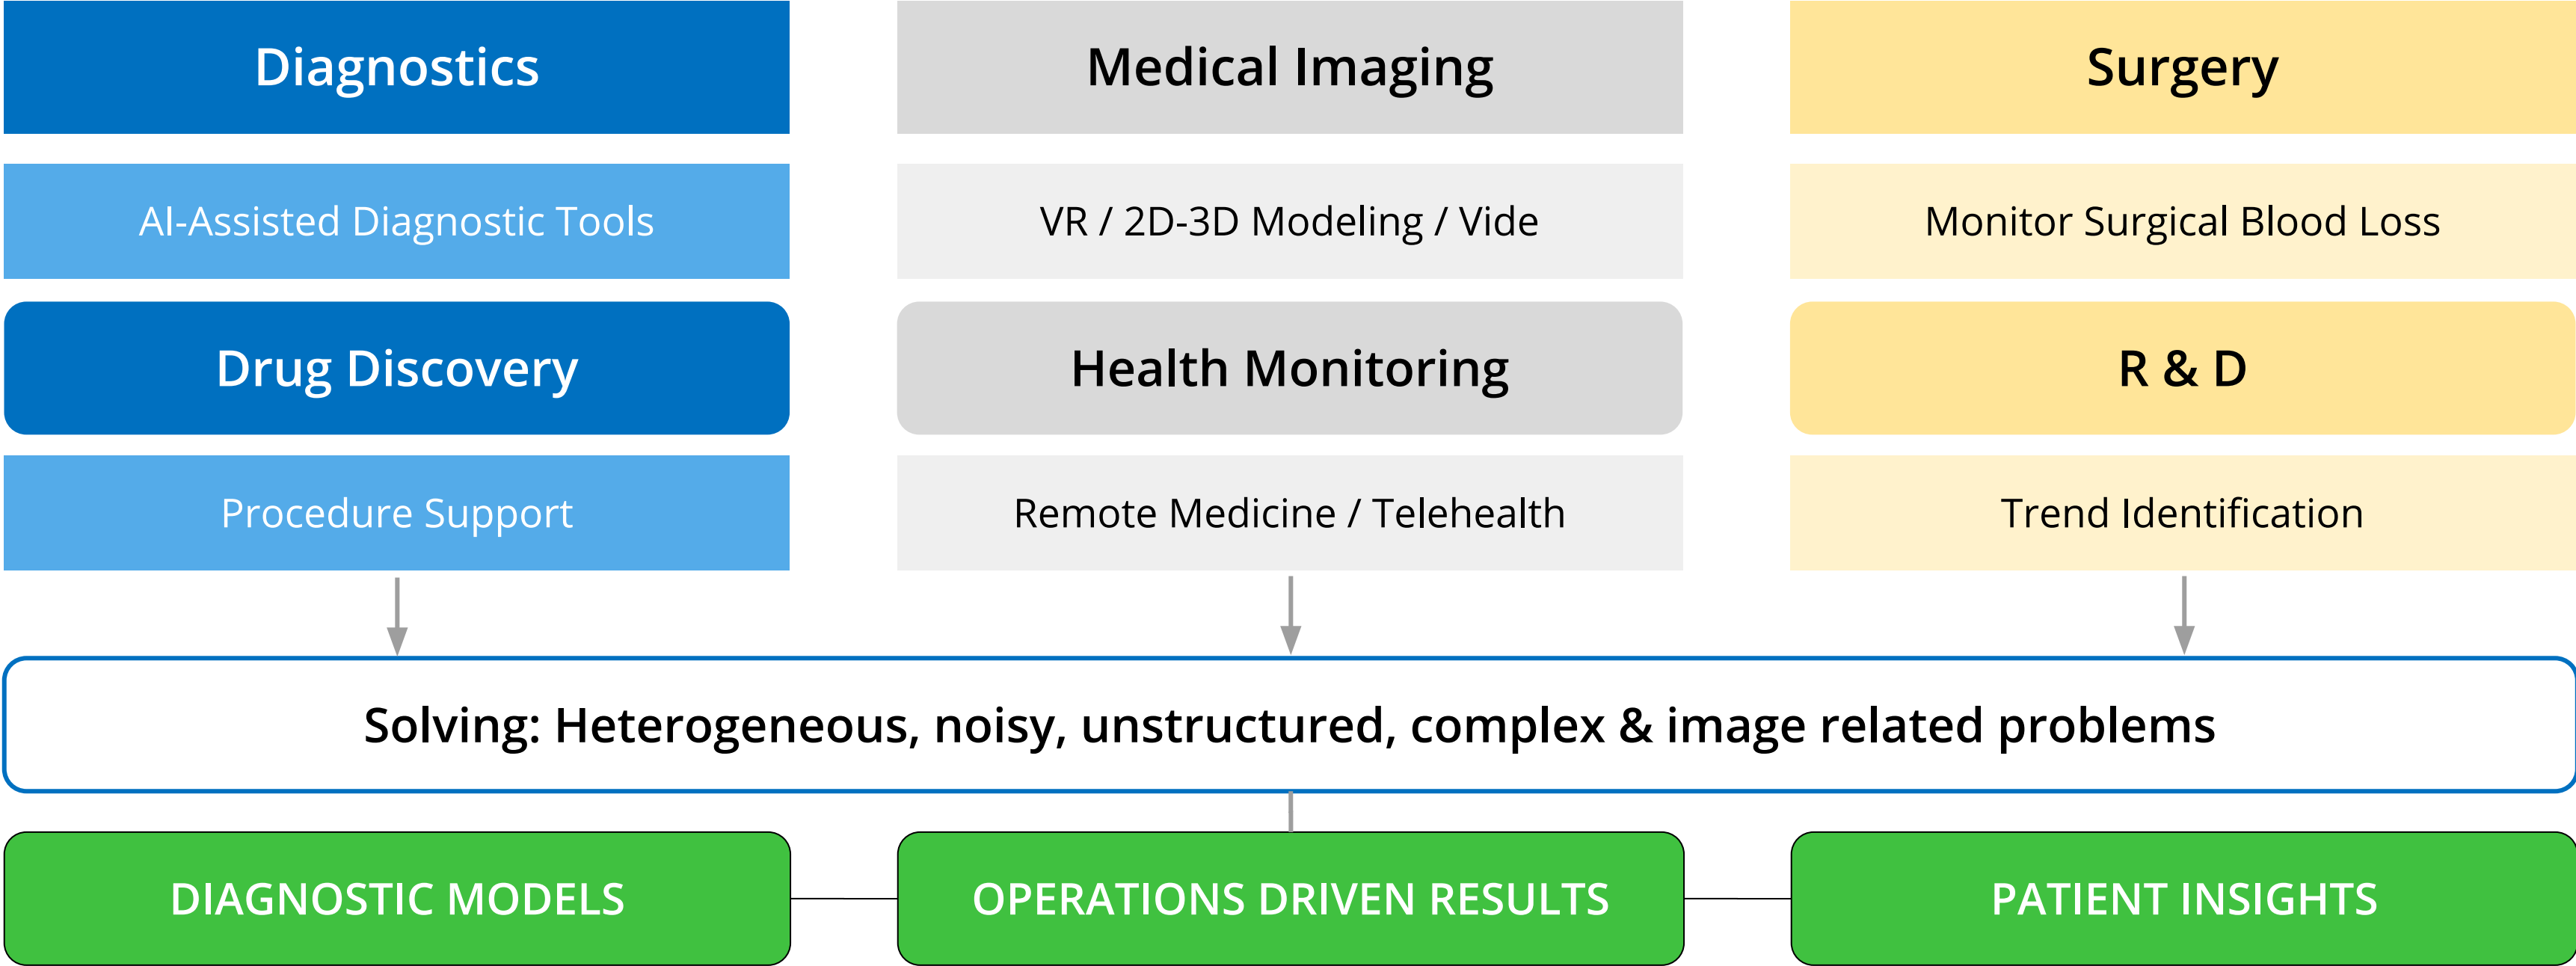 Diagnostics
Medical Imaging
Surgery
AI-Assisted Diagnostic Tools
VR / 2D-3D Modeling / Vide
Monitor Surgical Blood Loss
Drug Discovery
Health Monitoring
R & D
Procedure Support
Remote Medicine / Telehealth
Trend Identification
Solving: Heterogeneous, noisy, unstructured, complex & image related problems
DIAGNOSTIC MODELS
OPERATIONS DRIVEN RESULTS
PATIENT INSIGHTS